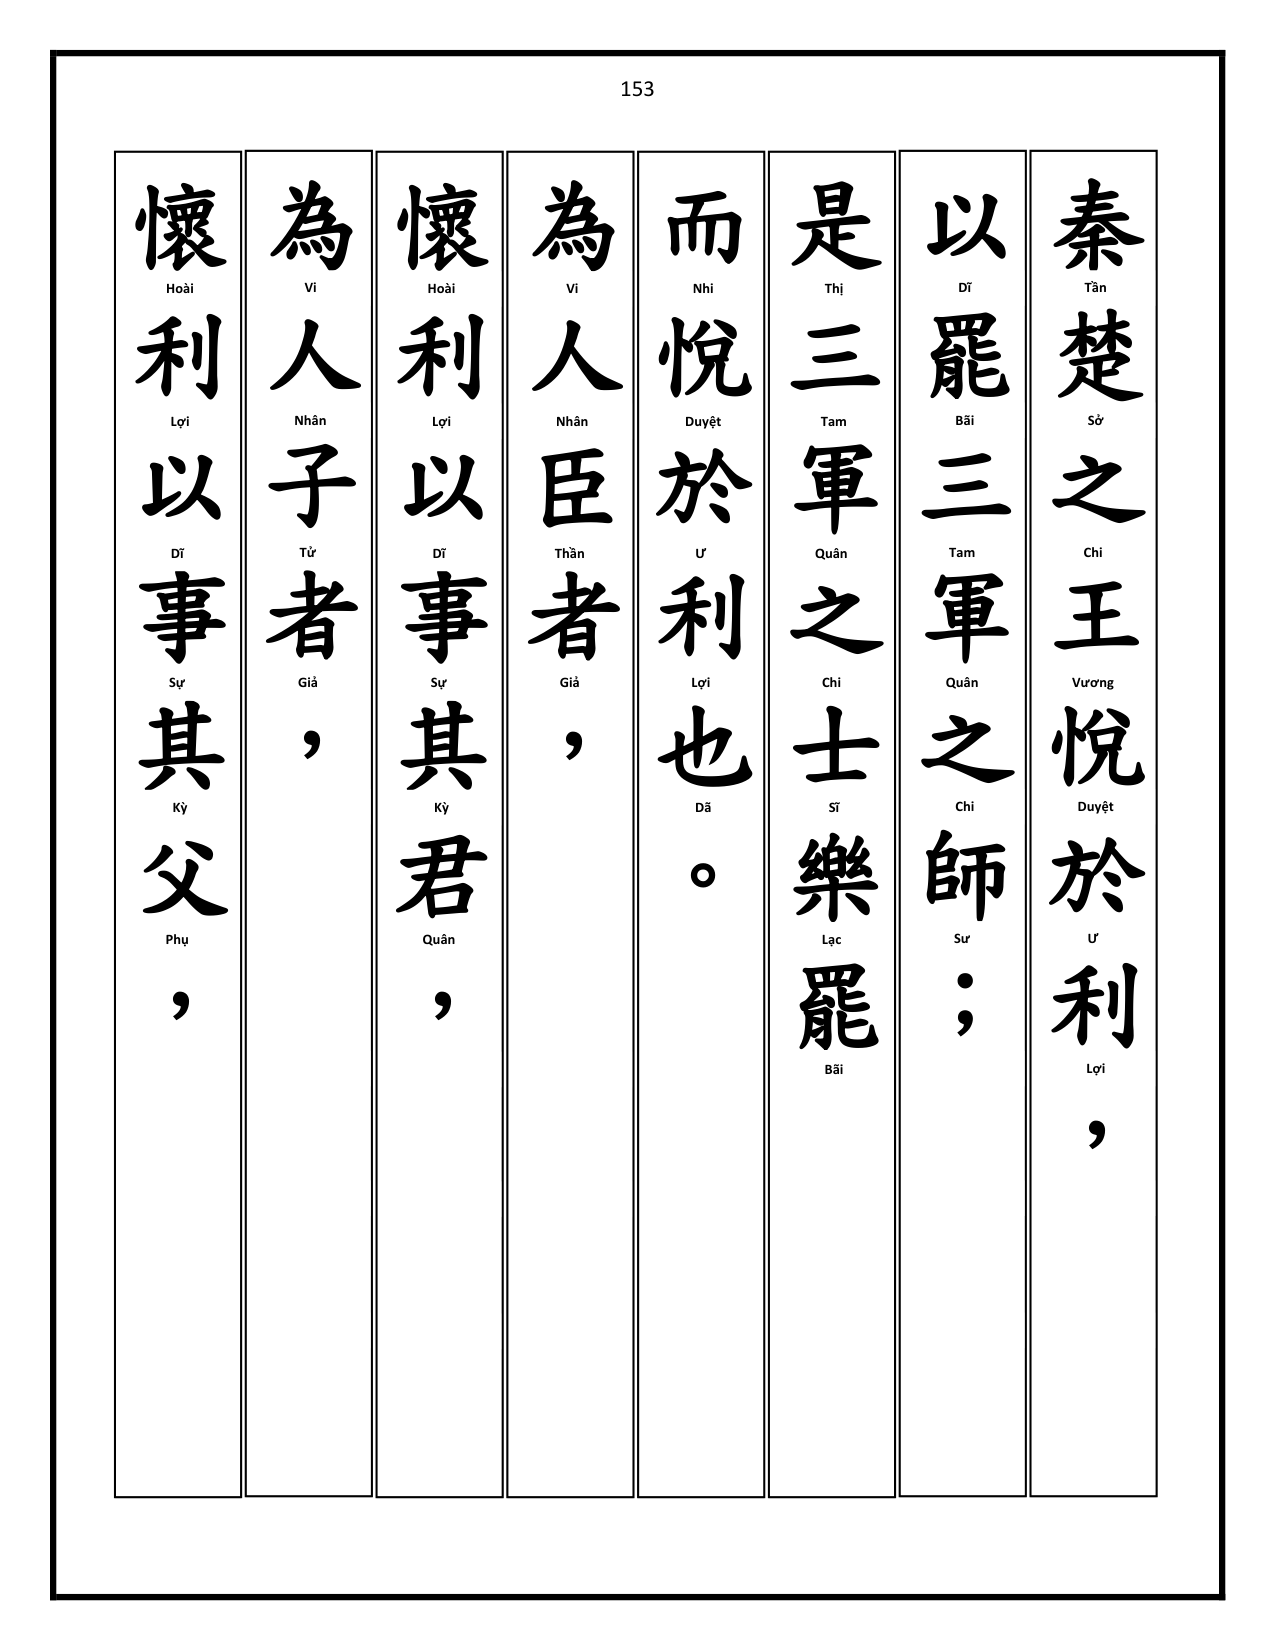 153
秦楚之王悅於利，
Tần Sở Chi Vương Duyệt Ư Lợi
以罷三軍之師；
Dĩ Bãi Tam Quân Chi Sư
是三軍之士樂罷
Thị Tam Quân Chi Sĩ Lạc Bãi
而悅於利也。
Nhi Duyệt Ư Lợi Dã
為人臣者，
Vi Nhân Thần Giả
懷利以事其君，
Hoài Lợi Dĩ Sự Kỳ Quân
為人子者，
Vi Nhân Tử Giả
懷利以事其父，
Hoài Lợi Dĩ Sự Kỳ Phụ